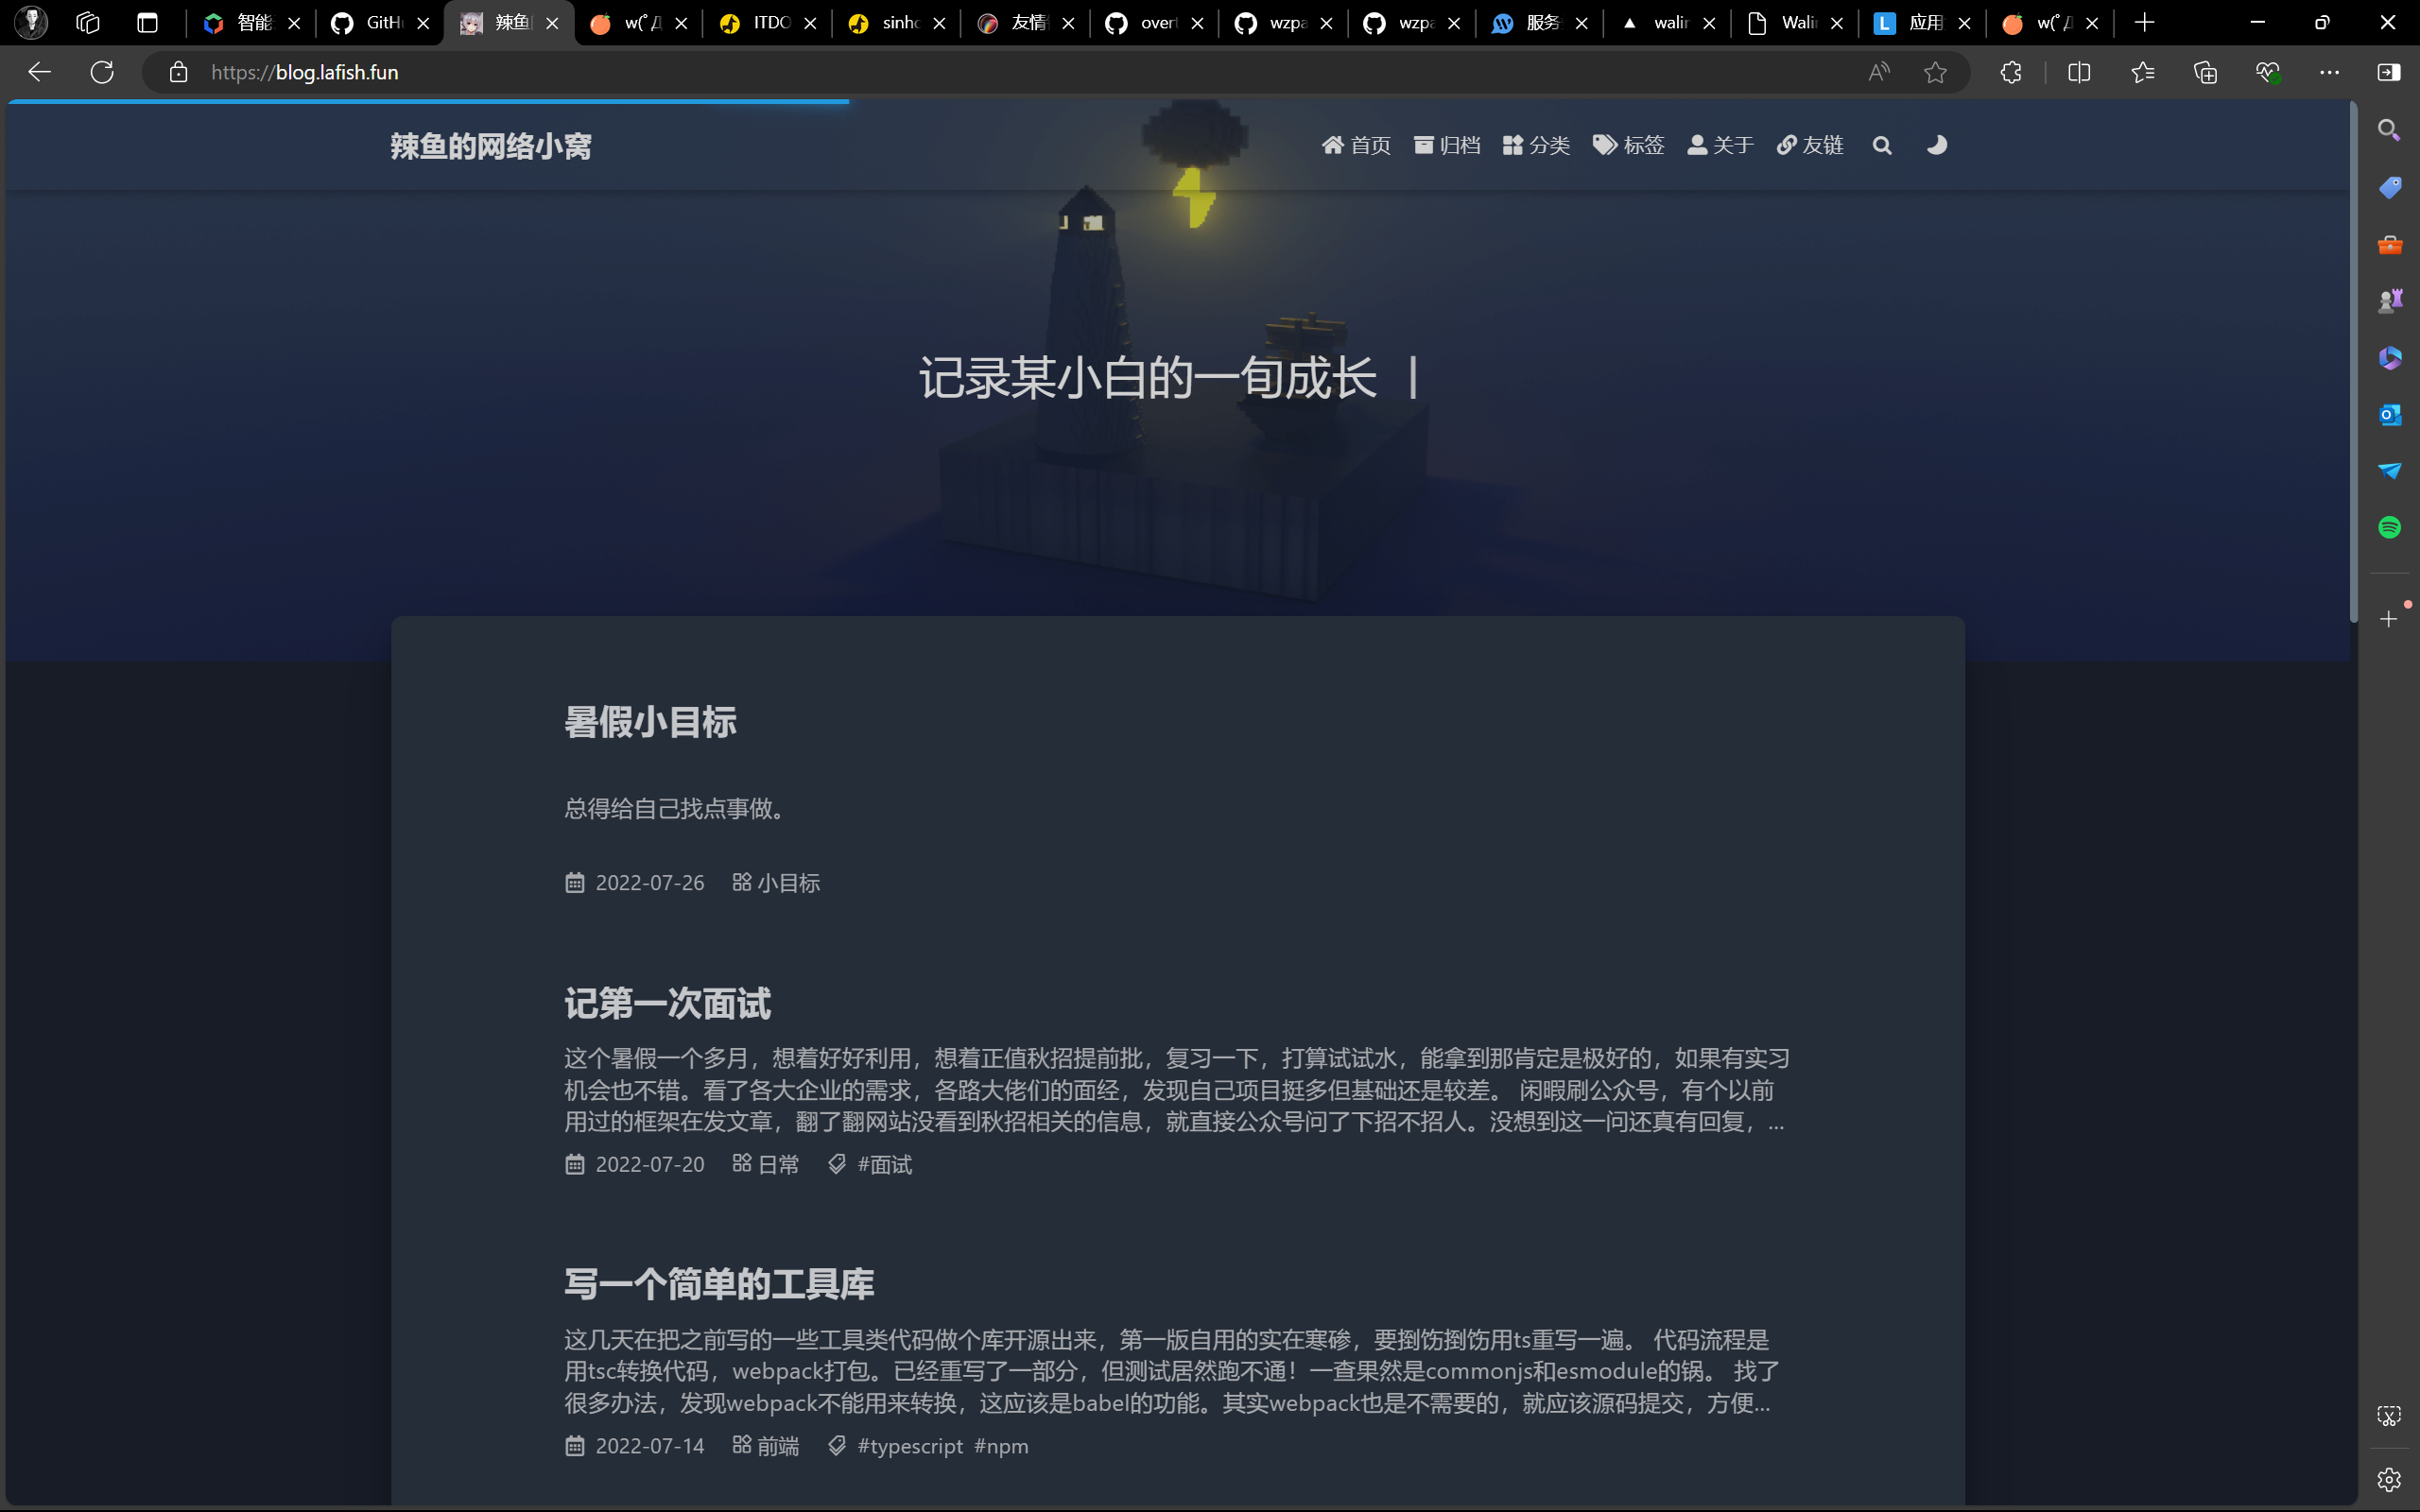 智能
GitH
辣鱼
w(ﾟД
ITDO
sinho
友情
over
wzpa
wzpa
服务
walin
Wali
L
应用
w(ﾟД
https://blog.lafish.fun
辣鱼的网络小窝
首页
归档
分类
标签
关于
友链
记录某小白的一旬成长
暑假小目标
总得给自己找点事做。
2022-07-26 小目标
记第一次面试
这个暑假一个多月，想着好好利用，想着正值秋招提前批，复习一下，打算试试水，能拿到那肯定是极好的，如果有实习
机会也不错。看了各大企业的需求，各路大佬们的面经，发现自己项目挺多但基础还是较差。 闲暇刷公众号，有个以前
用过的框架在发文章，翻了翻网站没看到秋招相关的信息，就直接公众号问了下招不招人。没想到这一问还真有回复，...
2022-07-20 日常 #面试
写一个简单的工具库
这几天在把之前写的一些工具类代码做个库开源出来，第一版自用的实在寒碜，要捯饬捯饬用ts重写一遍。 代码流程是
用tsc转换代码，webpack打包。已经重写了一部分，但测试居然跑不通！一查果然是commonjs和esmodule的锅。 找了
很多办法，发现webpack不能用来转换，这应该是babel的功能。其实webpack也是不需要的，就应该源码提交，方便...
2022-07-14 前端 #typescript #npm